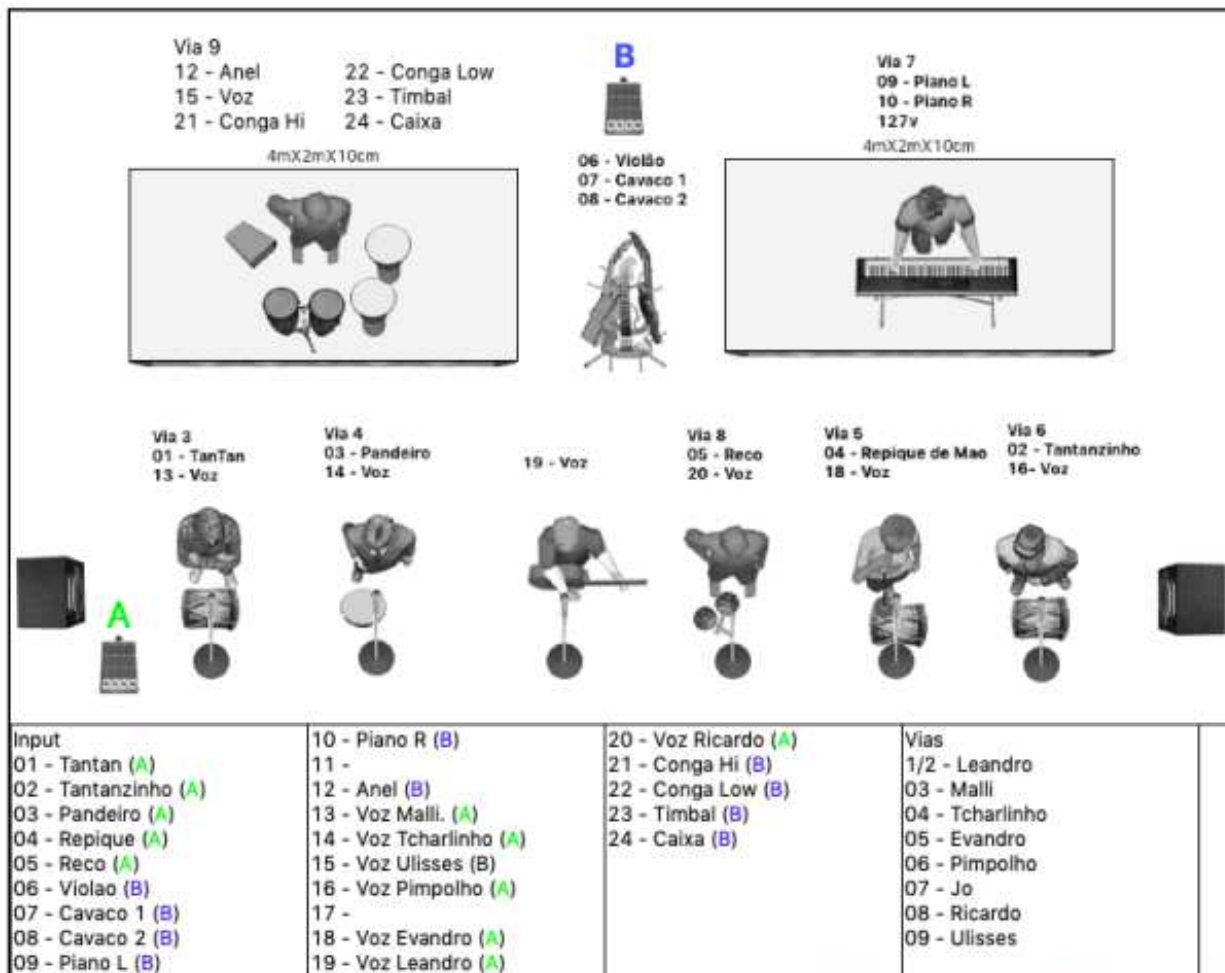 Via 9
12 - Anel
15 - Voz
21 - Conga Hi
22 - Conga Low
23 - Timbal
24 - Caixa
B
Via 7
09 - Piano L
10 - Piano R
127v
4mX2mX10cm
06 - Violão
07 - Cavaco 1
08 - Cavaco 2
4mX2mX10cm
Via 3
01 - TanTan
13 - Voz
Via 4
03 - Pandeiro
14 - Voz
19 - Voz
Via 8
05 - Reco
20 - Voz
Via 5
04 - Repique de Mao
18 - Voz
Via 6
02 - Tantanzinho
16- Voz
A
Input
01 - Tantan (A)
02 - Tantanzinho (A)
03 - Pandeiro (A)
04 - Repique (A)
05 - Reco (A)
06 - Violao (B)
07 - Cavaco 1 (B)
08 - Cavaco 2 (B)
09 - Piano L (B)
10 - Piano R (B)
11 -
12 - Anel (B)
13 - Voz Malli. (A)
14 - Voz Tcharlinho (A)
15 - Voz Ulisses (B)
16 - Voz Pimpolho (A)
17 -
18 - Voz Evandro (A)
19 - Voz Leandro (A)
20 - Voz Ricardo (A)
21 - Conga Hi (B)
22 - Conga Low (B)
23 - Timbal (B)
24 - Caixa (B)
Vias
1/2 - Leandro
03 - Malli
04 - Tcharlinho
05 - Evandro
06 - Pimpolho
07 - Jo
08 - Ricardo
09 - Ulisses